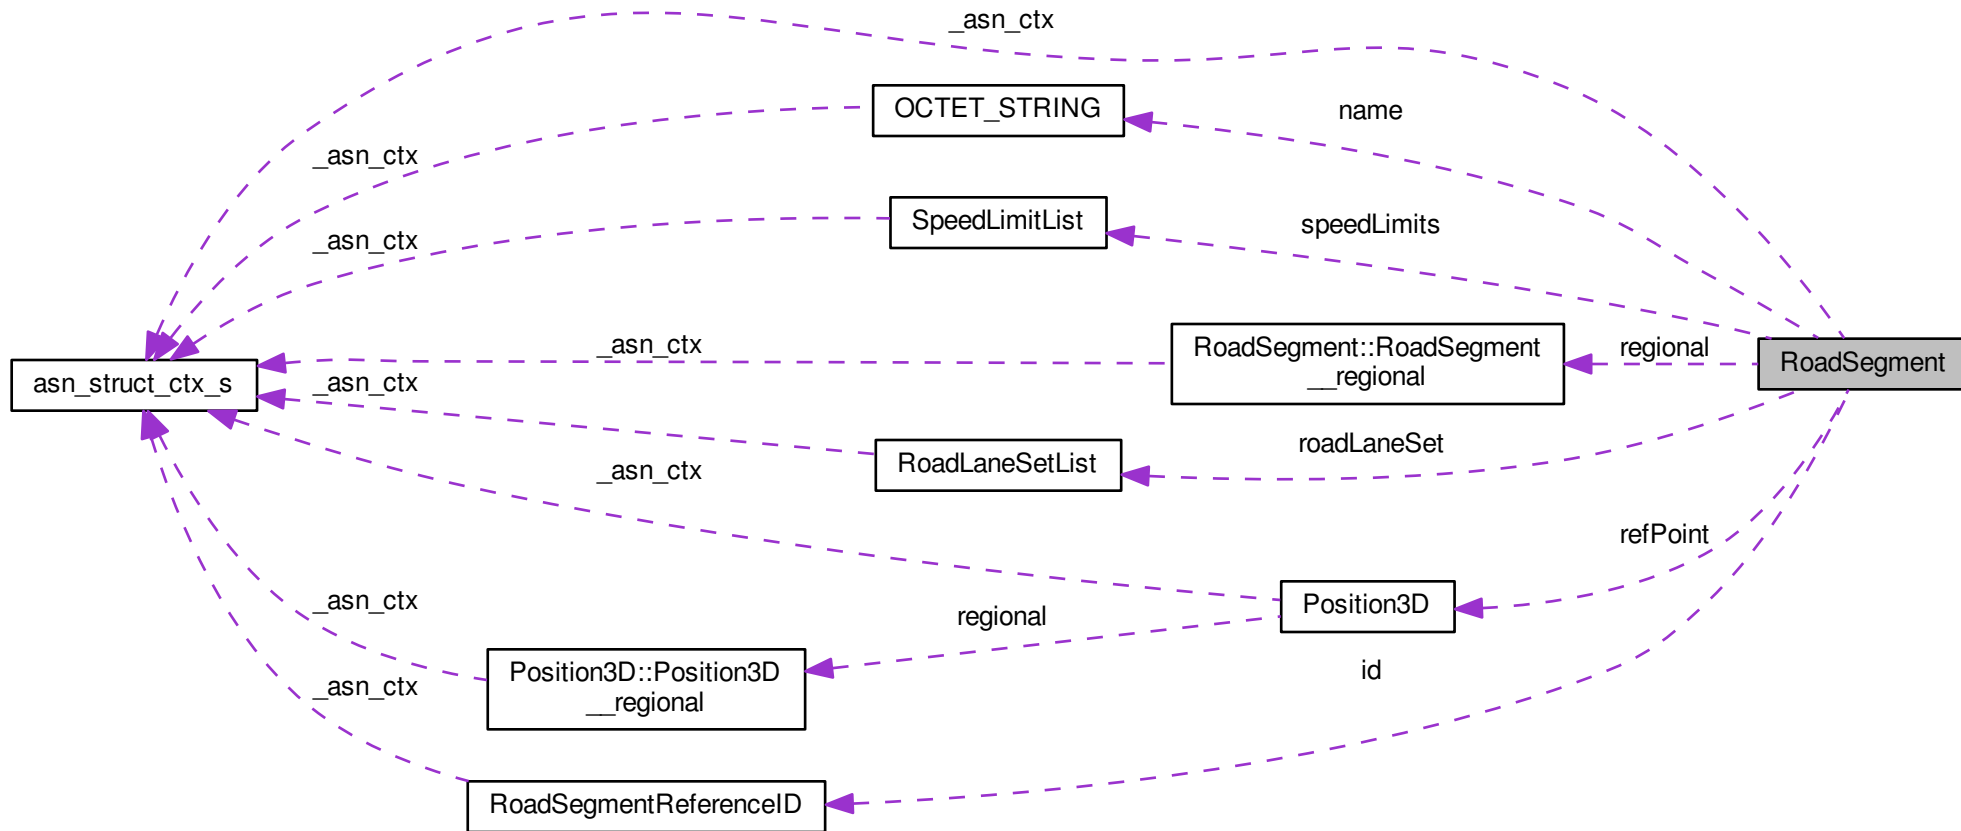 _asn_ctx
OCTET_STRING
name
_asn_ctx
SpeedLimitList
speedLimits
_asn_ctx
RoadSegment::RoadSegment
__regional
_asn_ctx
regional
RoadSegment
asn_struct_ctx_s
_asn_ctx
RoadLaneSetList
roadLaneSet
_asn_ctx
refPoint
Position3D
_asn_ctx
regional
Position3D::Position3D
__regional
id
_asn_ctx
RoadSegmentReferenceID